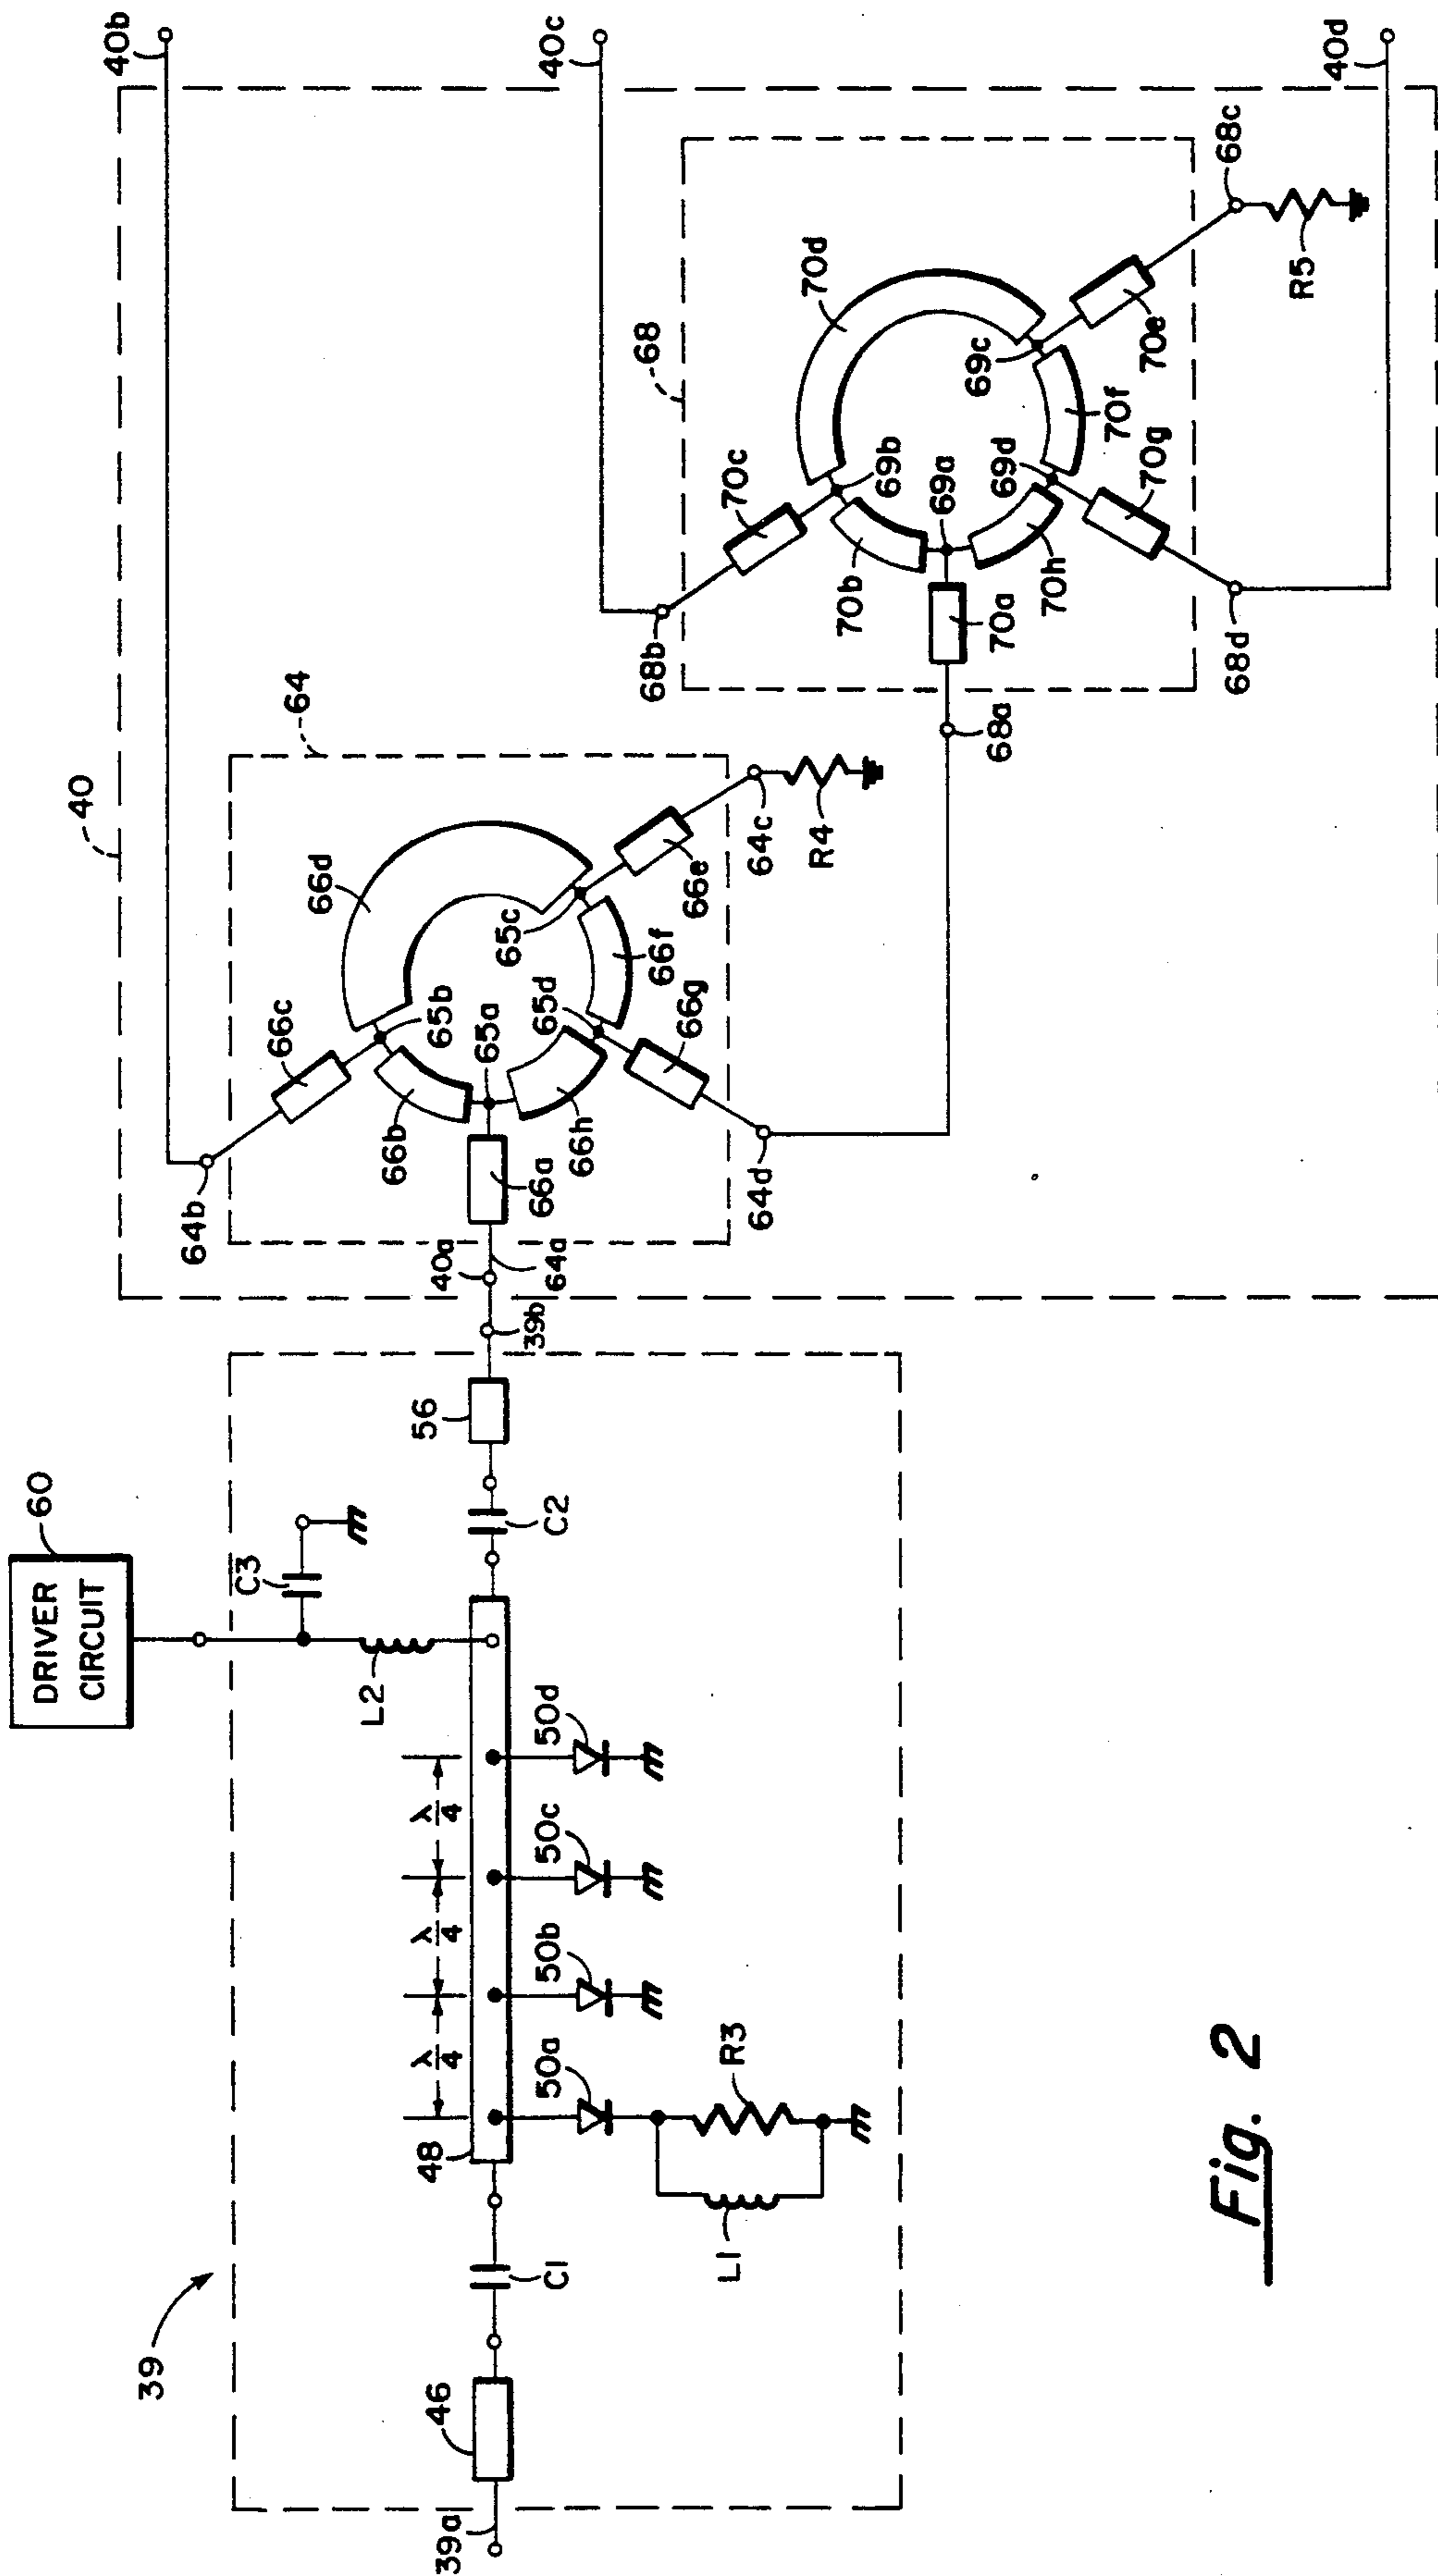 39
39a
46
C1
48
λ/4
λ/4
λ/4
50a
50b
50c
50d
L1
R3
L2
C3
DRIVER
CIRCUIT
60
C2
56
39b
40
40a
64a
64
64b
66a
66b
66c
66d
65a
65b
65c
65d
66e
66f
66g
66h
64c
R4
64d
68
68a
68b
70a
70b
70c
70d
69a
69b
69c
69d
70e
70f
70g
70h
68c
R5
68d
40b
40c
40d
Fig. 2